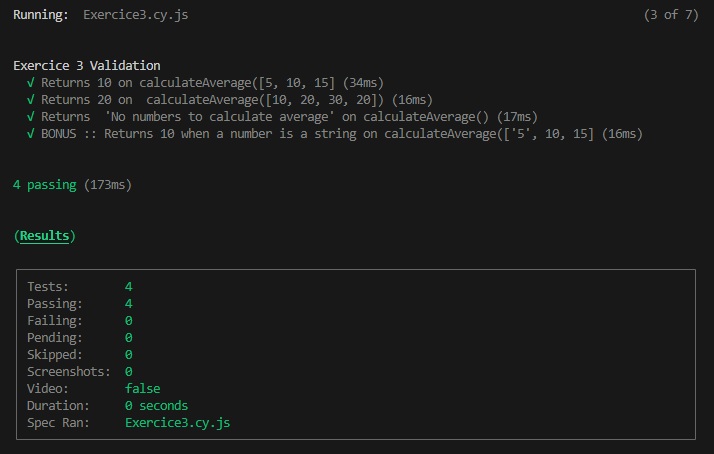 Running:  Exercice3.cy.js (3 of 7)
Exercice 3 Validation
√ Returns 10 on calculateAverage([5, 10, 15] (34ms)
√ Returns 20 on  calculateAverage([10, 20, 30, 20]) (16ms)
√ Returns  'No numbers to calculate average' on calculateAverage() (17ms)
√ BONUS :: Returns 10 when a number is a string on calculateAverage(['5', 10, 15] (16ms)
4 passing (173ms)
(Results)
Tests: 4
Passing: 4
Failing: 0
Pending: 0
Skipped: 0
Screenshots: 0
Video: false
Duration: 0 seconds
Spec Ran: Exercice3.cy.js